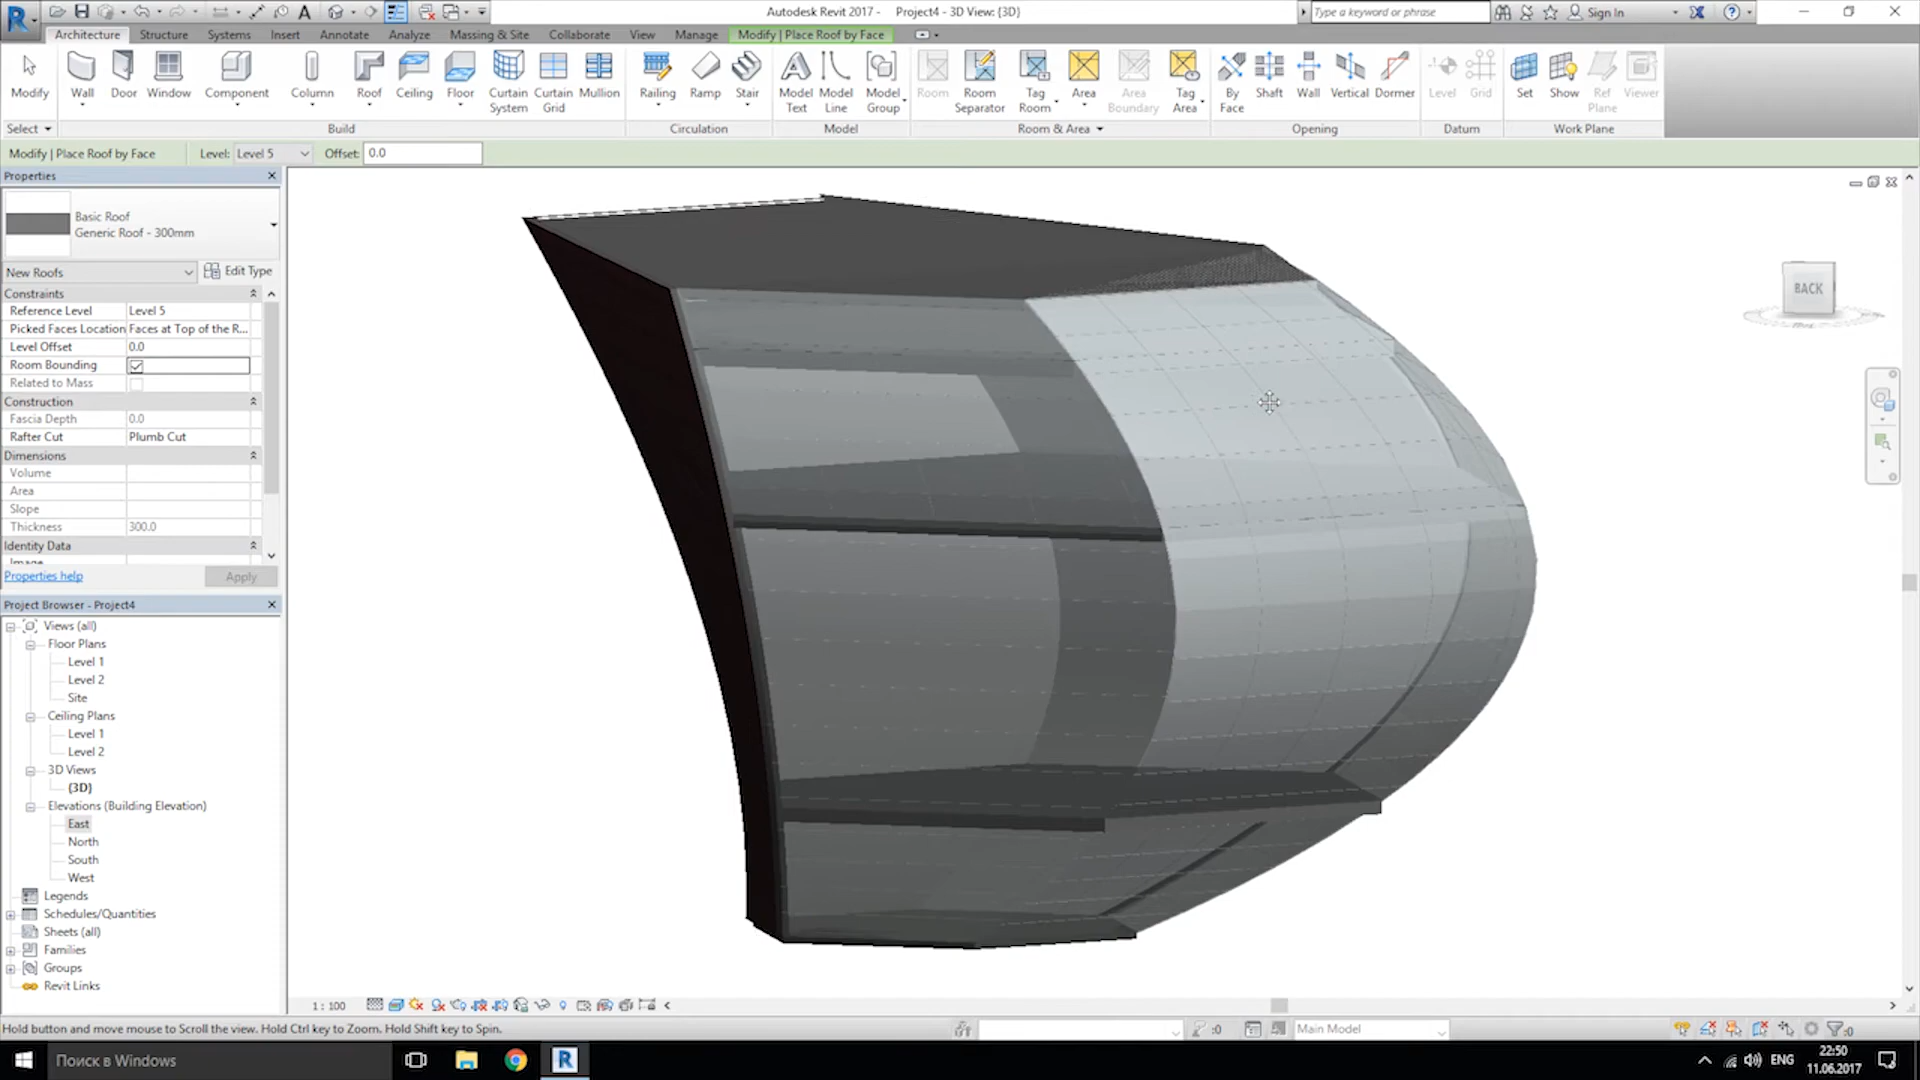 Autodesk Revit 2017 - Project4 - 3D View: {3D}
Type a keyword or phrase
Sign In
Architecture Structure Systems Insert Annotate Analyze Massing & Site Collaborate View Manage Modify | Place Roof by Face
Modify Wall Door Window Component Column Roof Ceiling Floor Curtain System Curtain Grid Mullion Railing Ramp Stair Model Text Model Line Model Group Room Room Separator Tag Room Area Area Boundary Tag Area By Face Shaft Wall Vertical Dormer Level Grid Set Show Ref Plane Viewer
Select Build Circulation Model Room & Area Opening Datum Work Plane
Modify | Place Roof by Face Level: Level 5 Offset: 0.0
Properties
Basic Roof
Generic Roof - 300mm
New Roofs Edit Type
Constraints
Reference Level Level 5
Picked Faces Location Faces at Top of the R...
Level Offset 0.0
Room Bounding
Related to Mass
Construction
Fascia Depth 0.0
Rafter Cut Plumb Cut
Dimensions
Volume
Area
Slope
Thickness 300.0
Identity Data
Image
Properties help Apply
Project Browser - Project4
Views (all)
Floor Plans
Level 1
Level 2
Site
Ceiling Plans
Level 1
Level 2
3D Views
{3D}
Elevations (Building Elevation)
East
North
South
West
Legends
Schedules/Quantities
Sheets (all)
Families
Groups
Revit Links
BACK
1 : 100
Hold button and move mouse to Scroll the view. Hold Ctrl key to Zoom. Hold Shift key to Spin.
:0
Main Model
:0
Поиск в Windows
ENG
22:50
11.06.2017